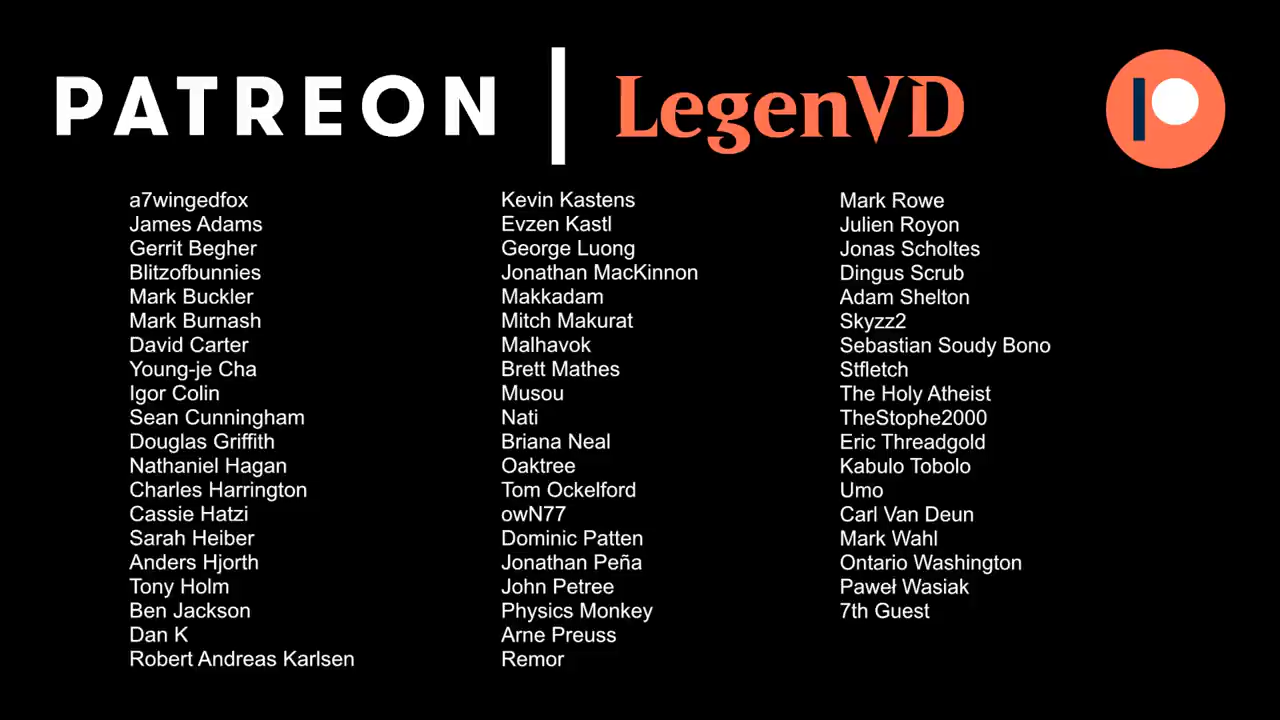 PATREON | LegenVD
a7wingedfox
James Adams
Gerrit Begher
Blitzofbunnies
Mark Buckler
Mark Burnash
David Carter
Young-je Cha
Igor Colin
Sean Cunningham
Douglas Griffith
Nathaniel Hagan
Charles Harrington
Cassie Hatzi
Sarah Heiber
Anders Hjorth
Tony Holm
Ben Jackson
Dan K
Robert Andreas Karlsen
Kevin Kastens
Evzen Kastl
George Luong
Jonathan MacKinnon
Makkadam
Mitch Makurat
Malhavok
Brett Mathes
Musou
Nati
Briana Neal
Oaktree
Tom Ockelford
owN77
Dominic Patten
Jonathan Peña
John Petree
Physics Monkey
Arne Preuss
Remor
Mark Rowe
Julien Royon
Jonas Scholtes
Dingus Scrub
Adam Shelton
Skyzz2
Sebastian Soudy Bono
Stfletch
The Holy Atheist
TheStophe2000
Eric Threadgold
Kabulo Tobolo
Umo
Carl Van Deun
Mark Wahl
Ontario Washington
Paweł Wasiak
7th Guest